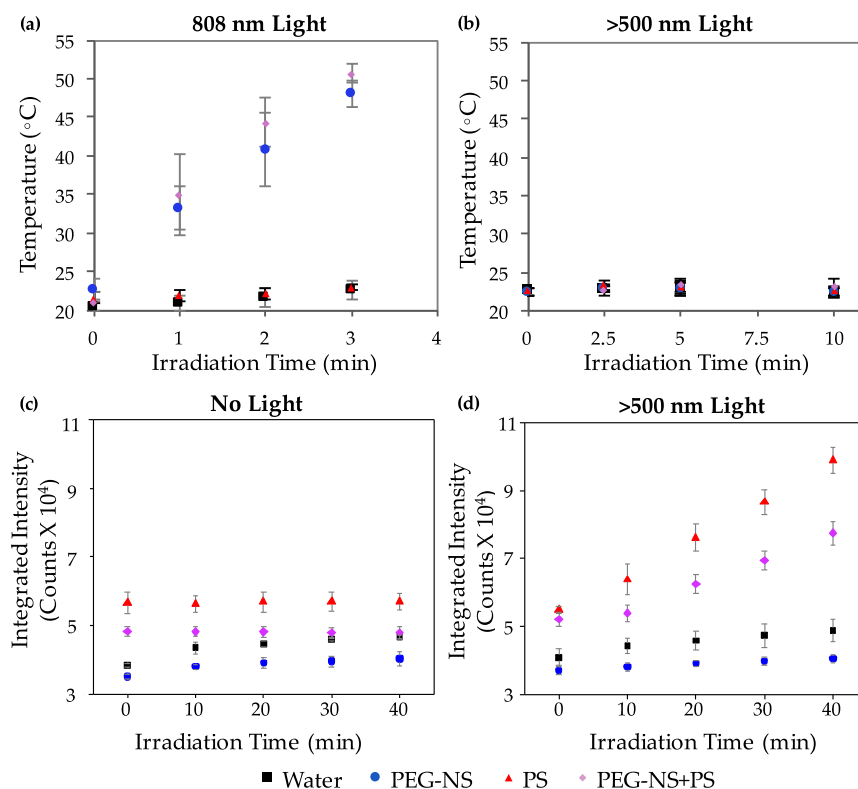 (a) 808 nm Light
55
50
45
40
35
30
25
20
0 1 2 3 4
Temperature (°C)
Irradiation Time (min)
(b) >500 nm Light
55
50
45
40
35
30
25
20
0 2.5 5 7.5 10
Temperature (°C)
Irradiation Time (min)
(c) No Light
11
9
7
5
3
0 10 20 30 40
Integrated Intensity
(Counts X 10⁴)
Irradiation Time (min)
(d) >500 nm Light
11
9
7
5
3
0 10 20 30 40
Integrated Intensity
(Counts X 10⁴)
Irradiation Time (min)
Water PEG-NS PS PEG-NS+PS